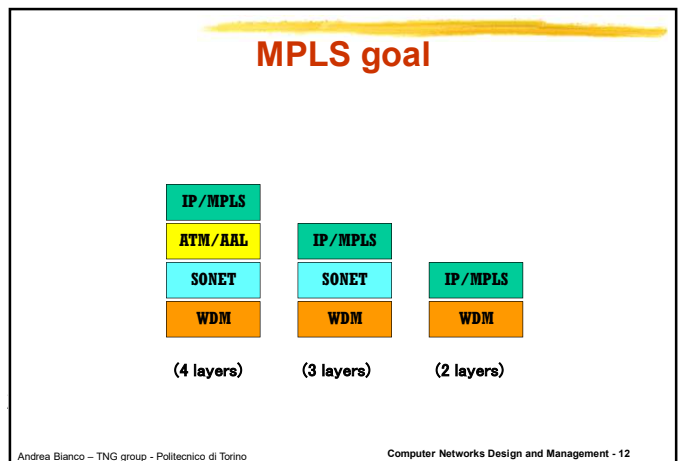 MPLS goal
IP/MPLS
ATM/AAL
SONET
WDM
(4 layers)
IP/MPLS
SONET
WDM
(3 layers)
IP/MPLS
WDM
(2 layers)
Andrea Bianco – TNG group - Politecnico di Torino
Computer Networks Design and Management - 12